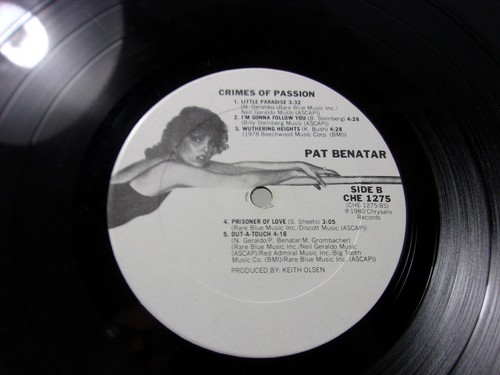 CRIMES OF PASSION
1. LITTLE PARADISE 3:32
(N. Geraldo) (Rare Blue Music Inc./
Neil Geraldo Music (ASCAP))
2. I'M GONNA FOLLOW YOU (B. Steinberg) 4:28
(Billy Steinberg Music (ASCAP))
3. WUTHERING HEIGHTS (K. Bush) 4:28
(1978 Beechwood Music Corp. (BMI))
PAT BENATAR
SIDE B
CHE 1275
(CHE-1275-BS)
℗ 1980 Chrysalis
Records
4. PRISONER OF LOVE (S. Sheets) 3:05
(Rare Blue Music Inc./Discott Music (ASCAP))
5. OUT-A-TOUCH 4:16
(N. Geraldo/P. Benatar/M. Grombacher)
(Rare Blue Music Inc./Neil Geraldo Music
(ASCAP)/Red Admiral Music Inc./Big Tooth
Music Co. (BMI)/Rare Blue Music Inc. (ASCAP))
PRODUCED BY: KEITH OLSEN